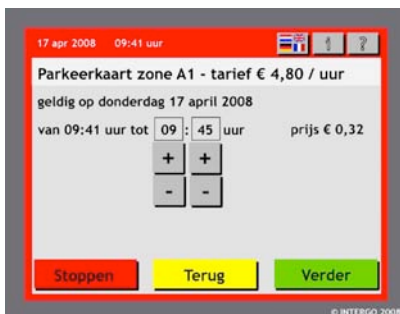 17 apr 2008 09:41 uur i ?
Parkeerkaart zone A1 - tarief € 4,80 / uur
geldig op donderdag 17 april 2008
van 09:41 uur tot 09 : 45 uur prijs € 0,32
+ +
- -
Stoppen Terug Verder
© INTERGO 2008